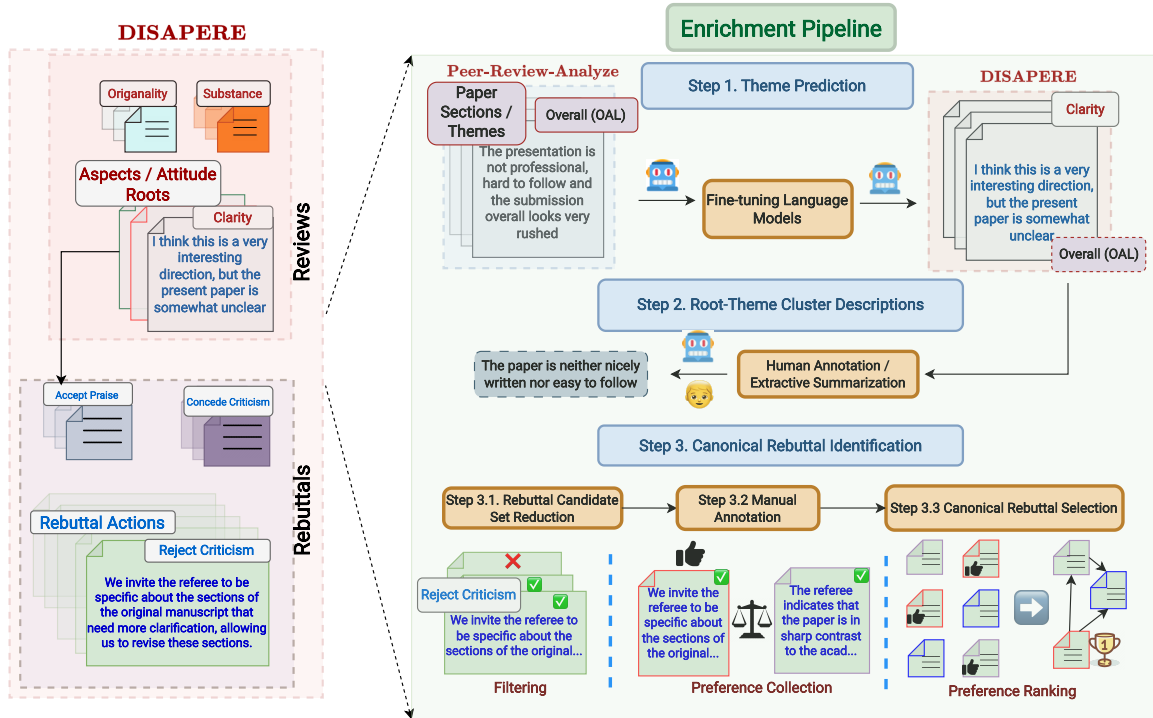 DISAPERE
Origanality
Substance
Aspects / Attitude
Roots
Clarity
I think this is a very
interesting
direction, but the
present paper is
somewhat unclear
Reviews
Accept Praise
Concede Criticism
Rebuttal Actions
Reject Criticism
We invite the referee to be
specific about the sections
of the original manuscript that
need more clarification, allowing
us to revise these sections.
Rebuttals
Enrichment Pipeline
Peer-Review-Analyze
Step 1. Theme Prediction
DISAPERE
Paper
Sections /
Themes
Overall (OAL)
The presentation is
not professional,
hard to follow and
the submission
overall looks very
rushed
Fine-tuning Language
Models
Clarity
I think this is a very
interesting direction,
but the present
paper is somewhat
unclear
Overall (OAL)
Step 2. Root-Theme Cluster Descriptions
The paper is neither nicely
written nor easy to follow
Human Annotation /
Extractive Summarization
Step 3. Canonical Rebuttal Identification
Step 3.1. Rebuttal Candidate
Set Reduction
Step 3.2 Manual
Annotation
Step 3.3 Canonical Rebuttal Selection
Reject Criticism
We invite the referee to
be specific about the
sections of the original...
Filtering
We invite the
referee to be
specific about
the sections of
the original...
The referee
indicates that
the paper is in
sharp contrast
to the acad...
Preference Collection
1
Preference Ranking